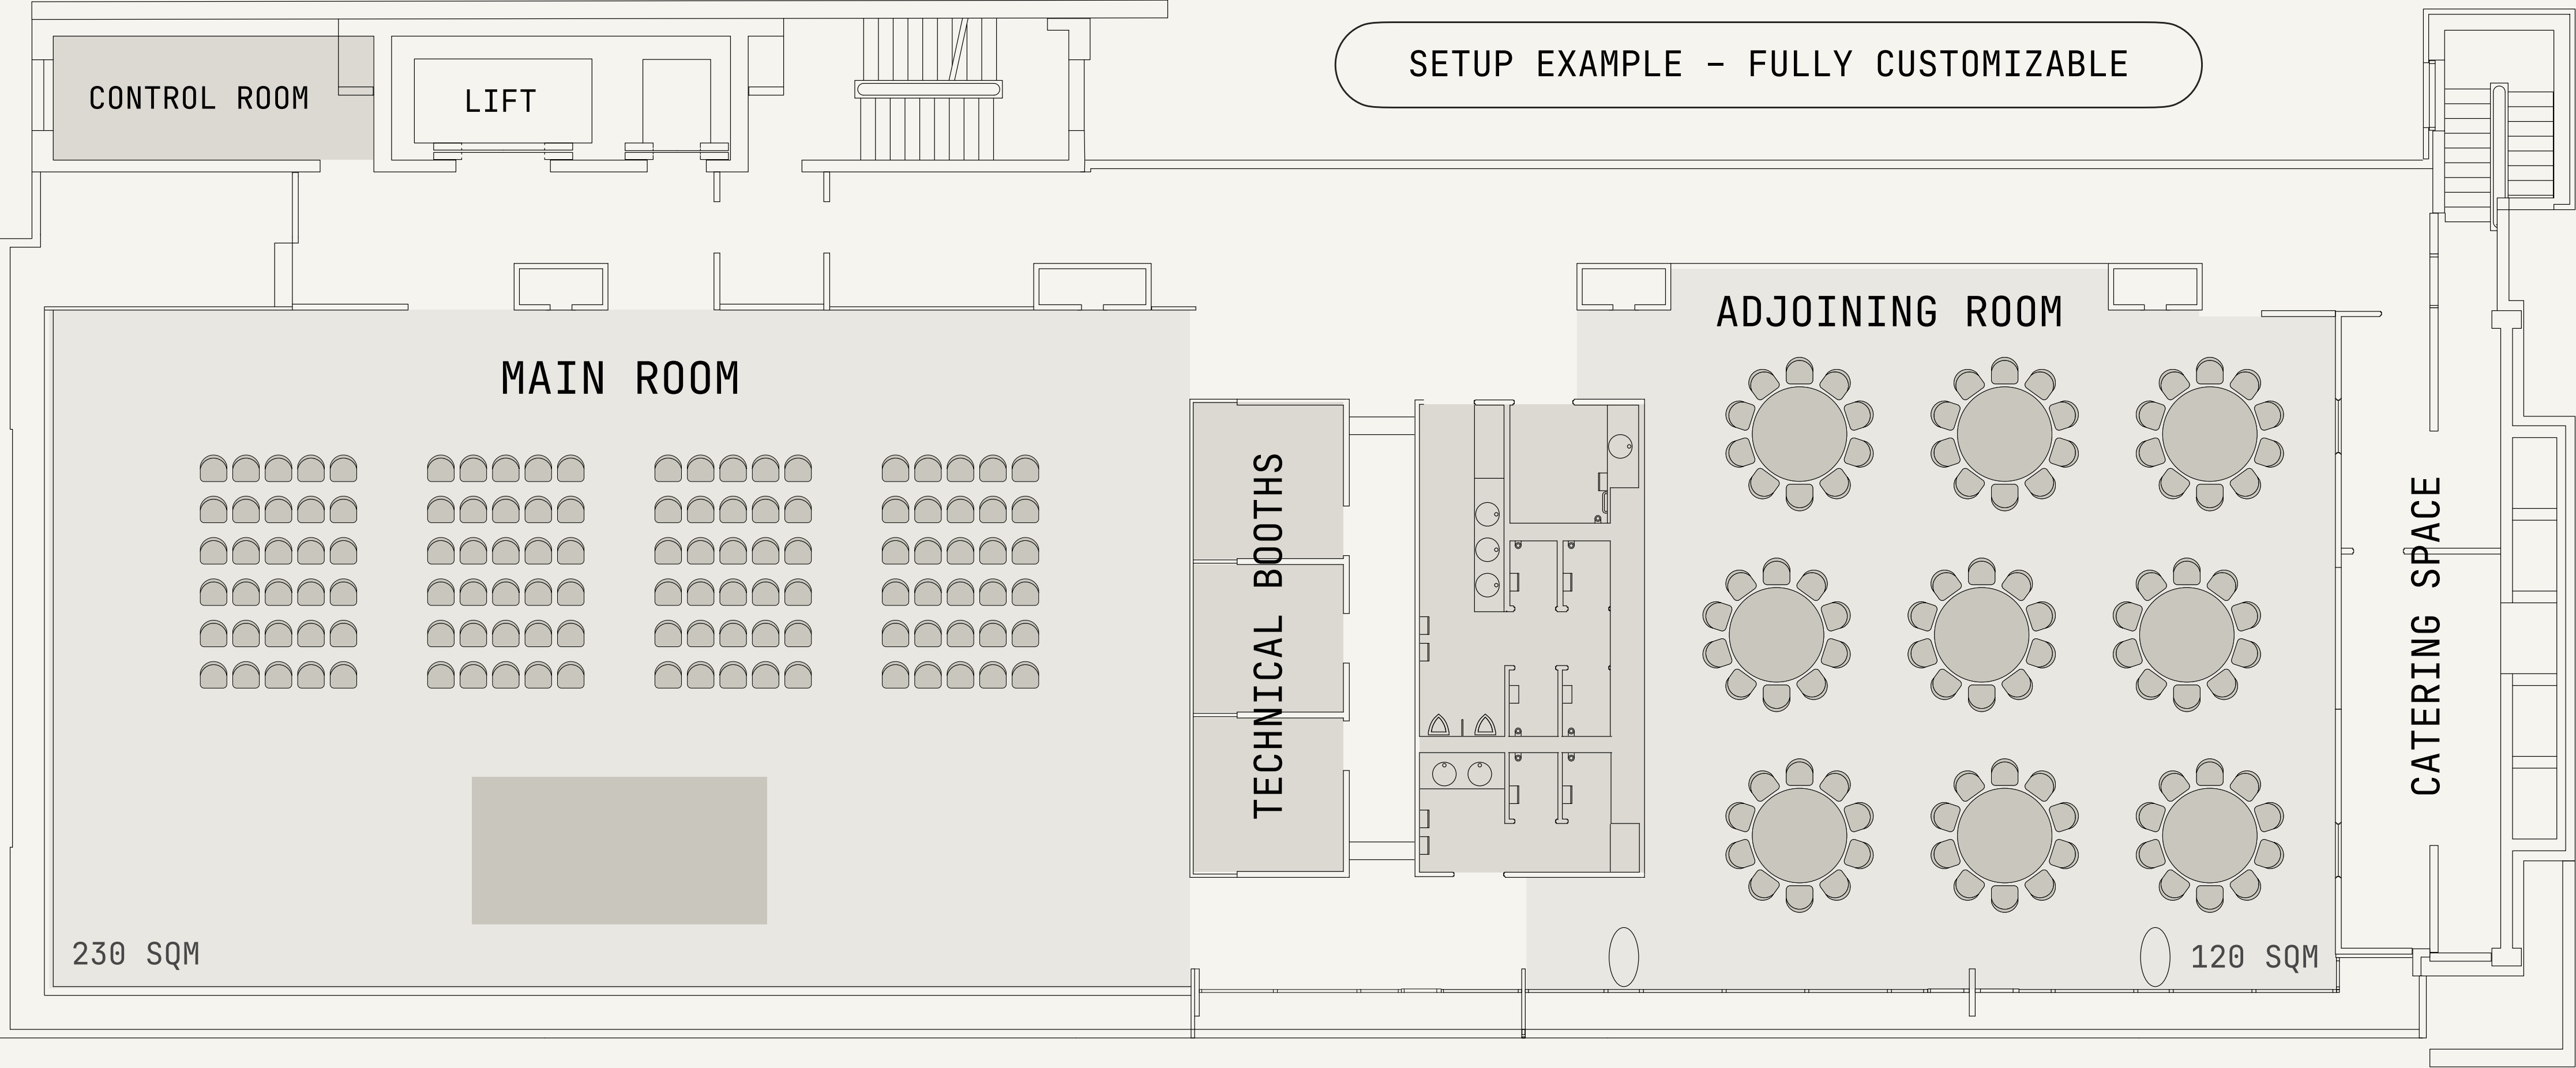 SETUP EXAMPLE – FULLY CUSTOMIZABLE
CONTROL ROOM
LIFT
MAIN ROOM
ADJOINING ROOM
TECHNICAL BOOTHS
CATERING SPACE
230 SQM
120 SQM